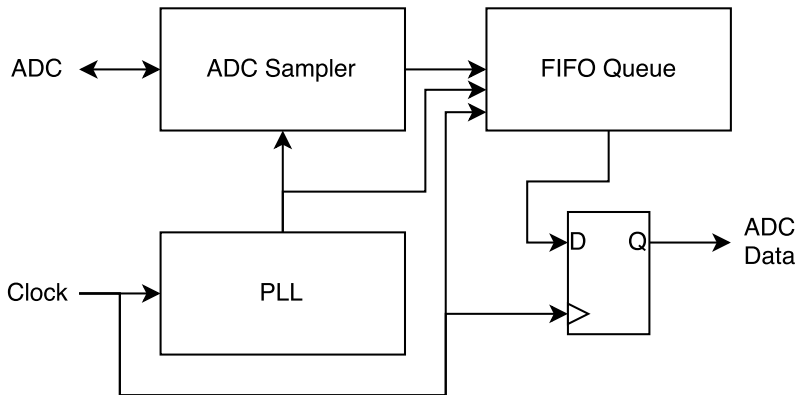 ADC
ADC Sampler
FIFO Queue
D
Q
ADC
Data
Clock
PLL